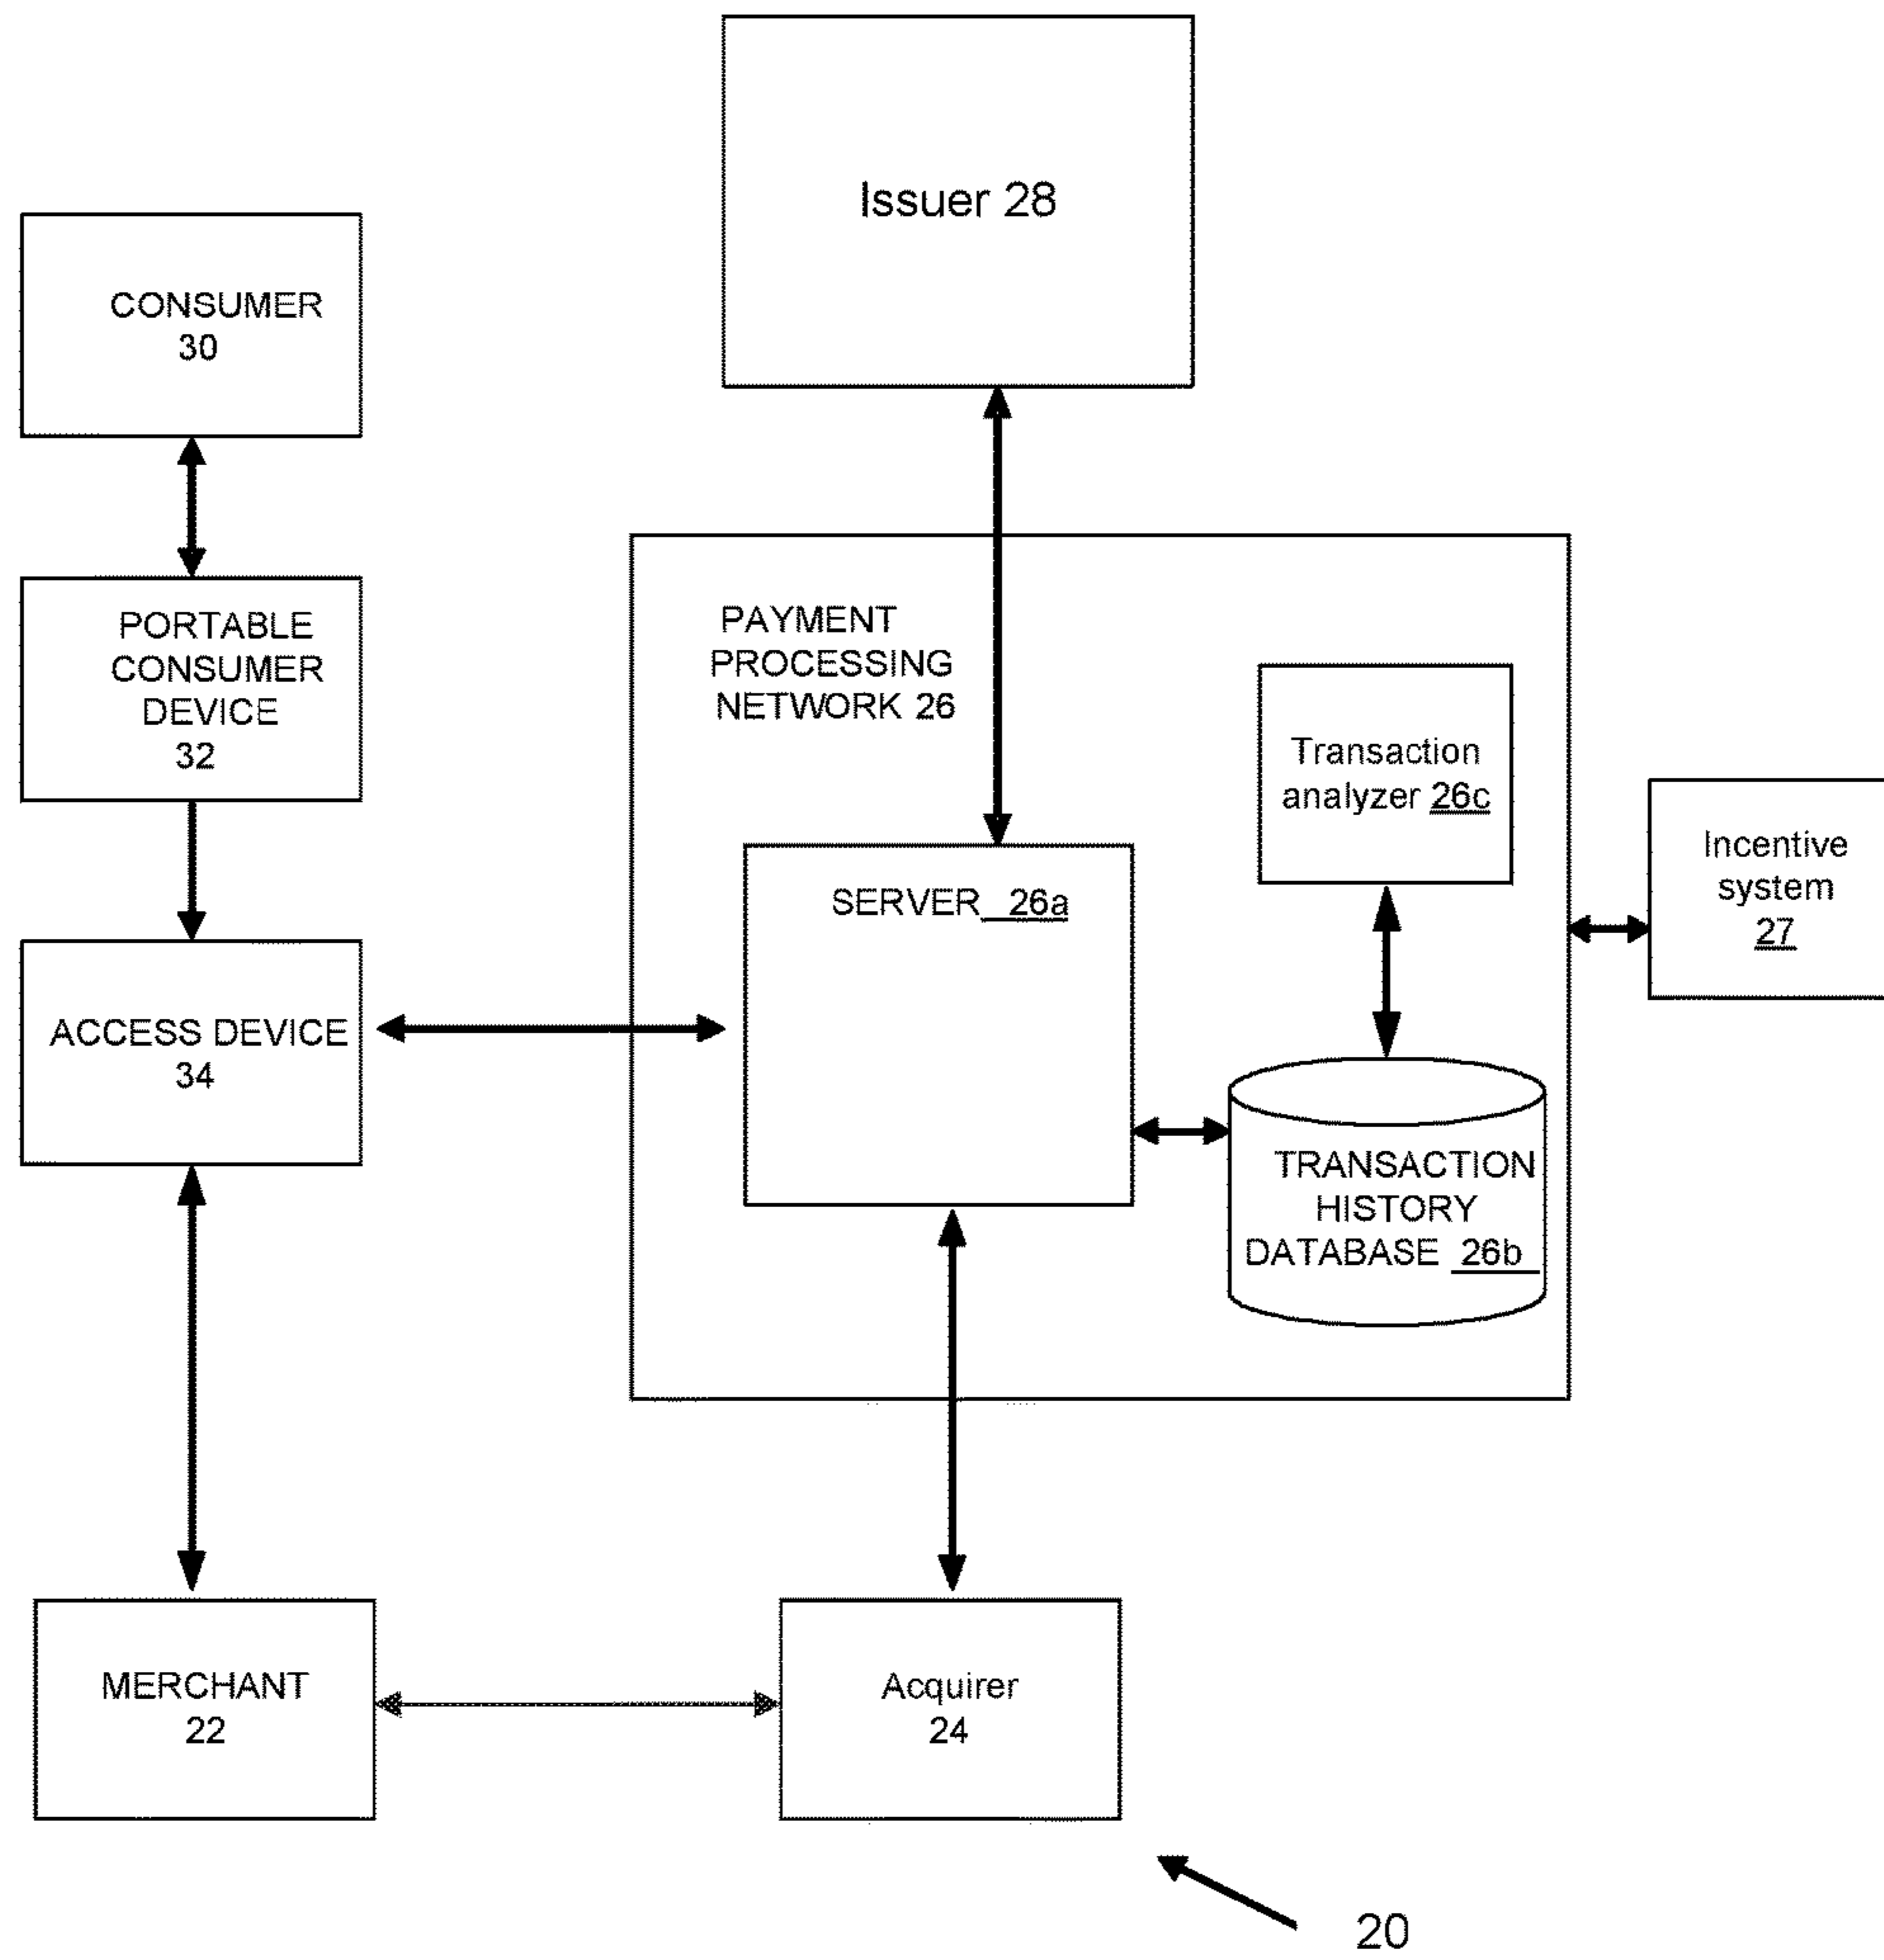 Issuer 28
CONSUMER
30
PORTABLE
CONSUMER
DEVICE
32
PAYMENT
PROCESSING
NETWORK 26
Transaction
analyzer 26c
Incentive
system
27
SERVER 26a
ACCESS DEVICE
34
TRANSACTION
HISTORY
DATABASE 26b
MERCHANT
22
Acquirer
24
20